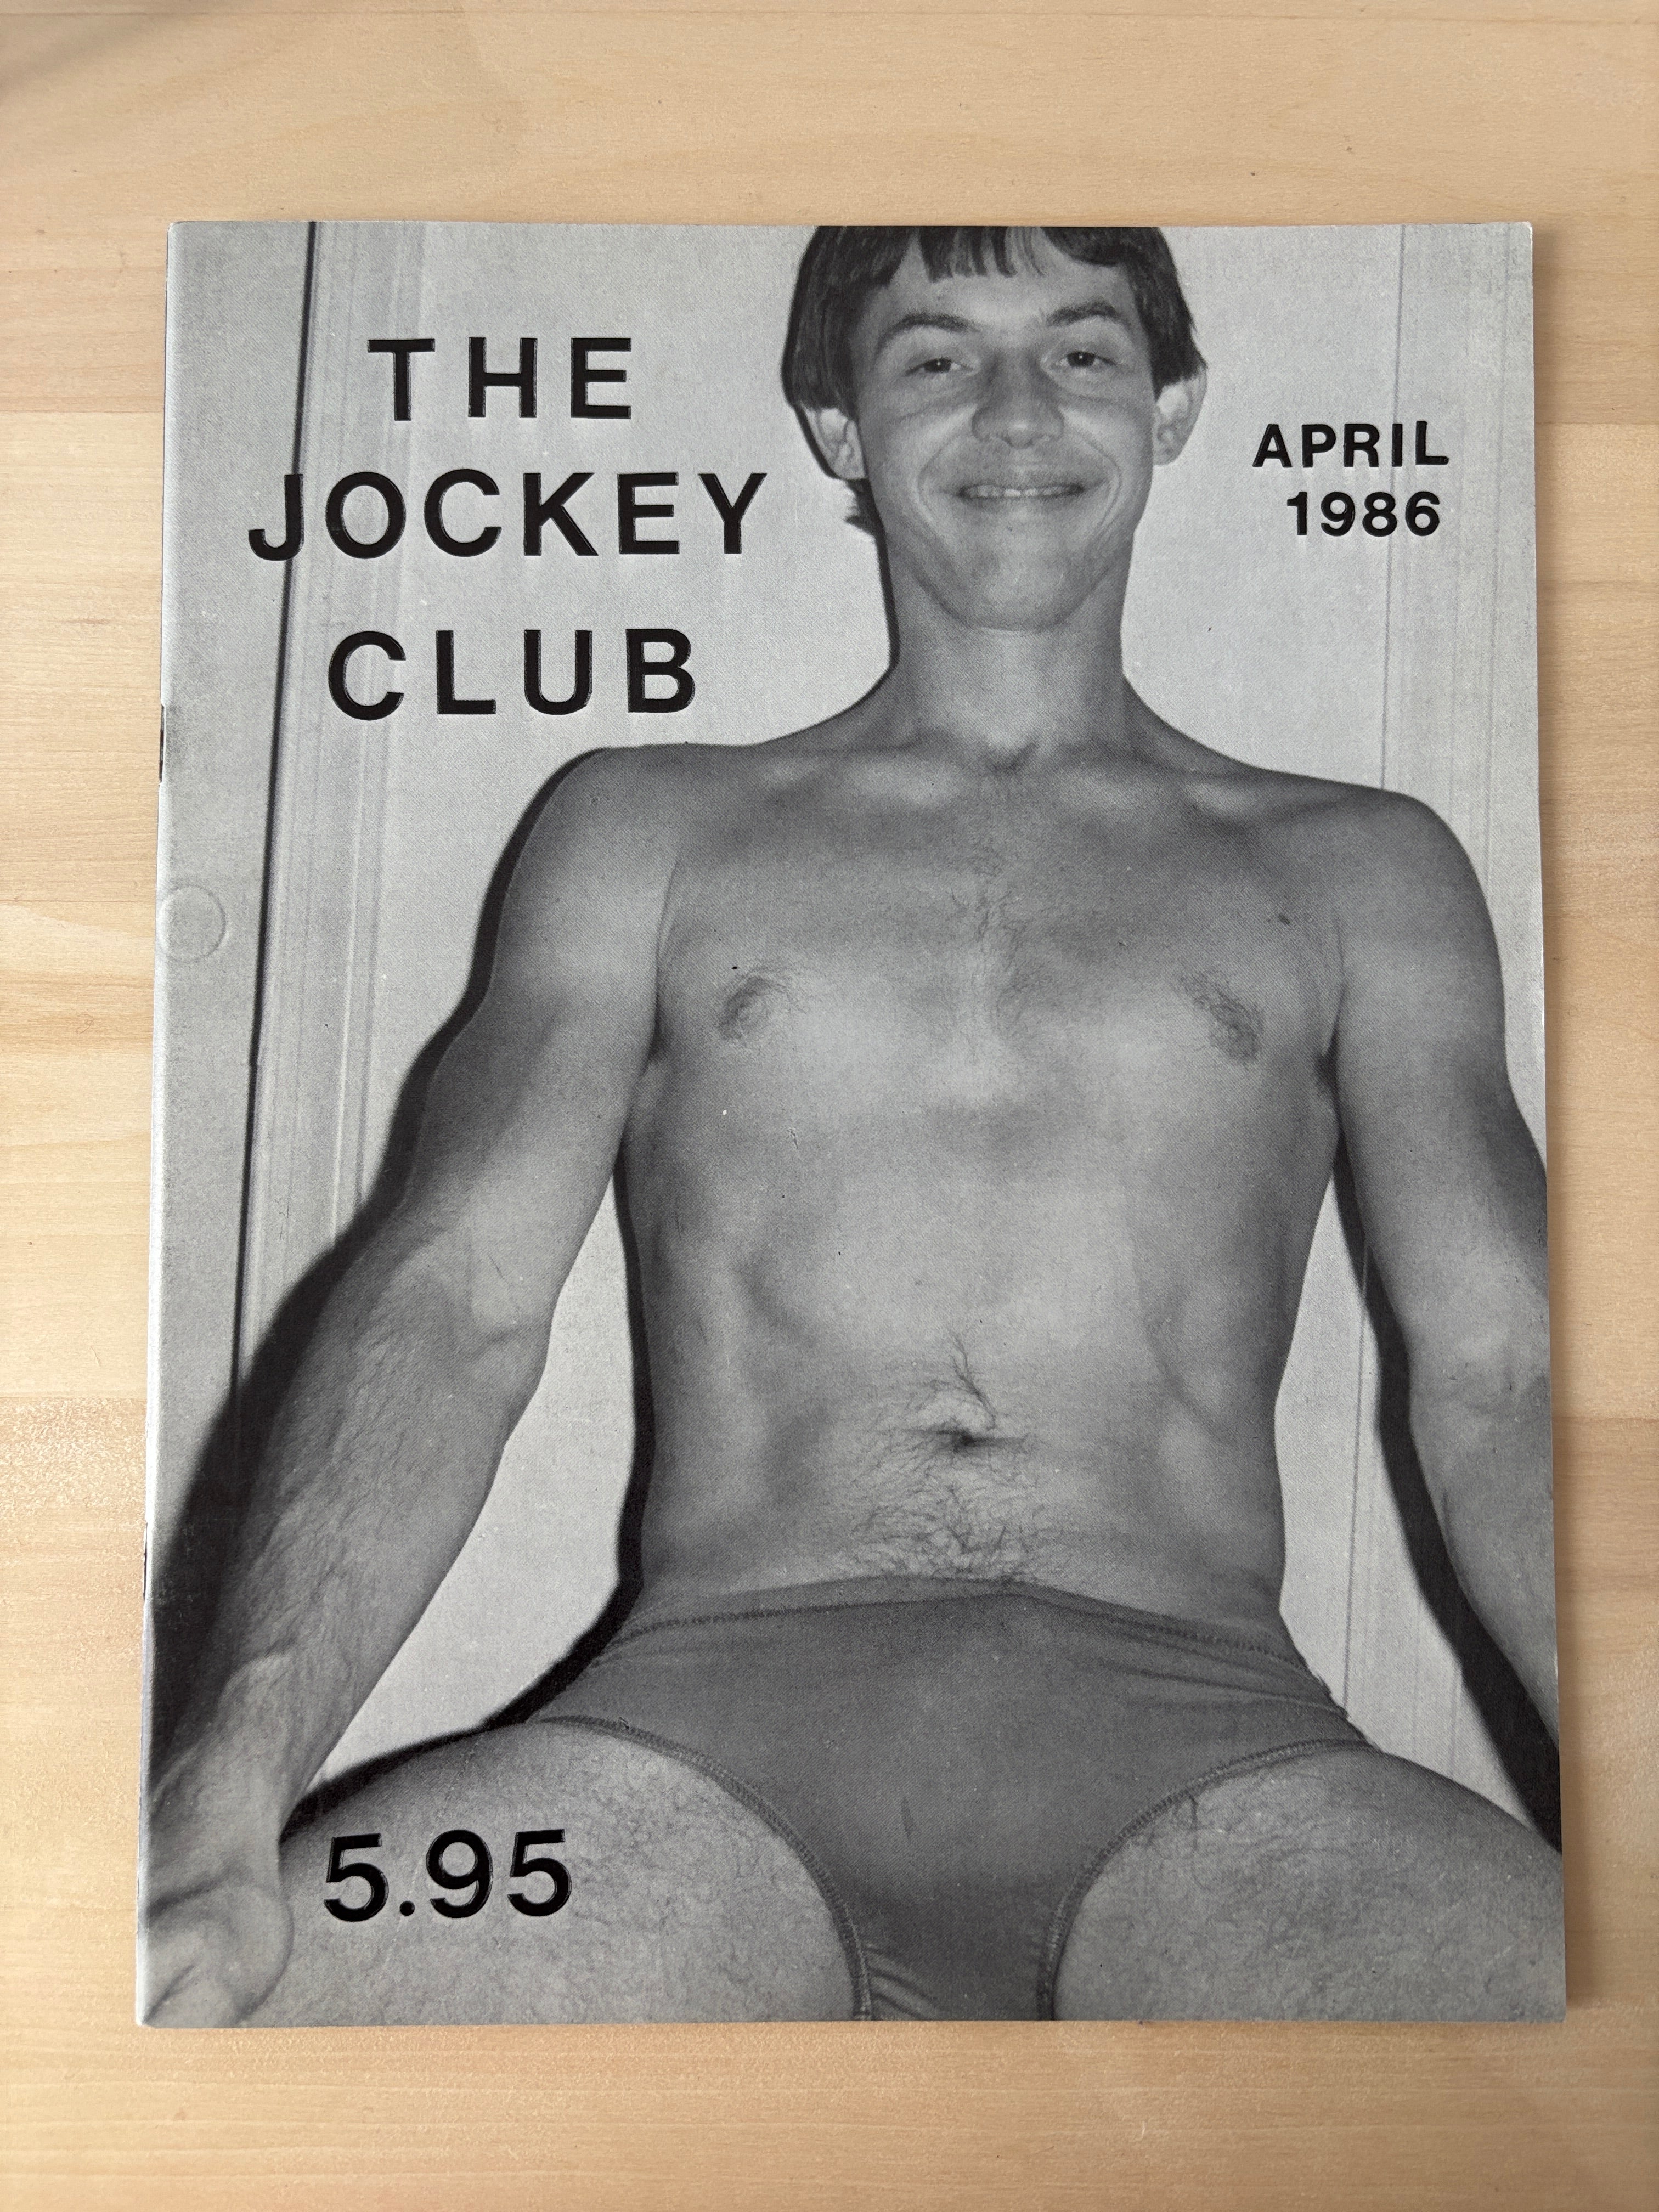 THE
JOCKEY
CLUB
APRIL
1986
5.95